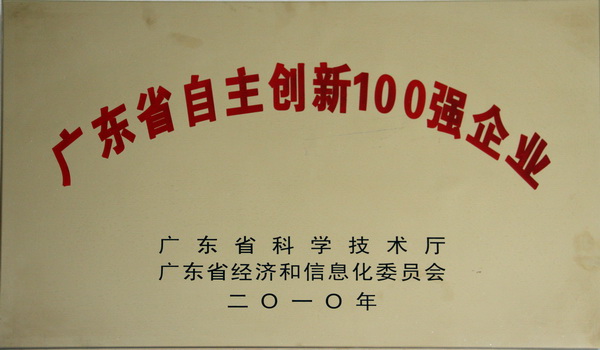 广东省自主创新100强企业
广东省科学技术厅
广东省经济和信息化委员会
二〇一〇年